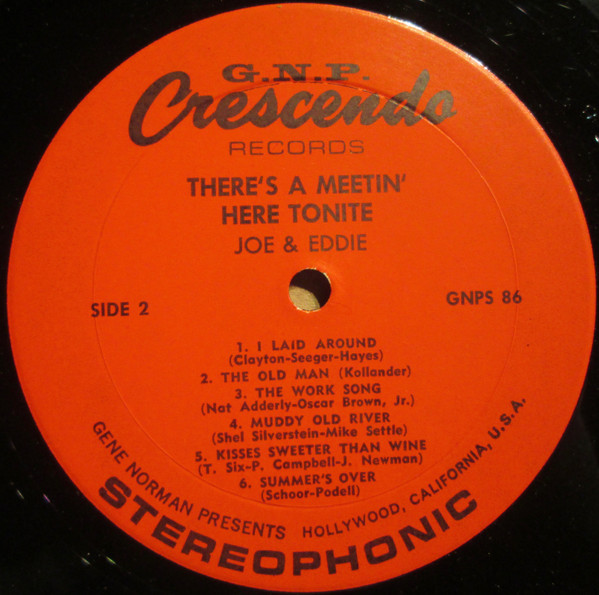 G.N.P.
Crescendo
RECORDS
THERE'S A MEETIN'
HERE TONITE
JOE & EDDIE
SIDE 2
GNPS 86
1. I LAID AROUND
(Clayton-Seeger-Hayes)
2. THE OLD MAN (Kollander)
3. THE WORK SONG
(Nat Adderly-Oscar Brown, Jr.)
4. MUDDY OLD RIVER
(Shel Silverstein-Mike Settle)
5. KISSES SWEETER THAN WINE
(T. Six-P. Campbell-J. Newman)
6. SUMMER'S OVER
(Schoor-Podell)
GENE NORMAN PRESENTS HOLLYWOOD, CALIFORNIA, U.S.A.
STEREOPHONIC